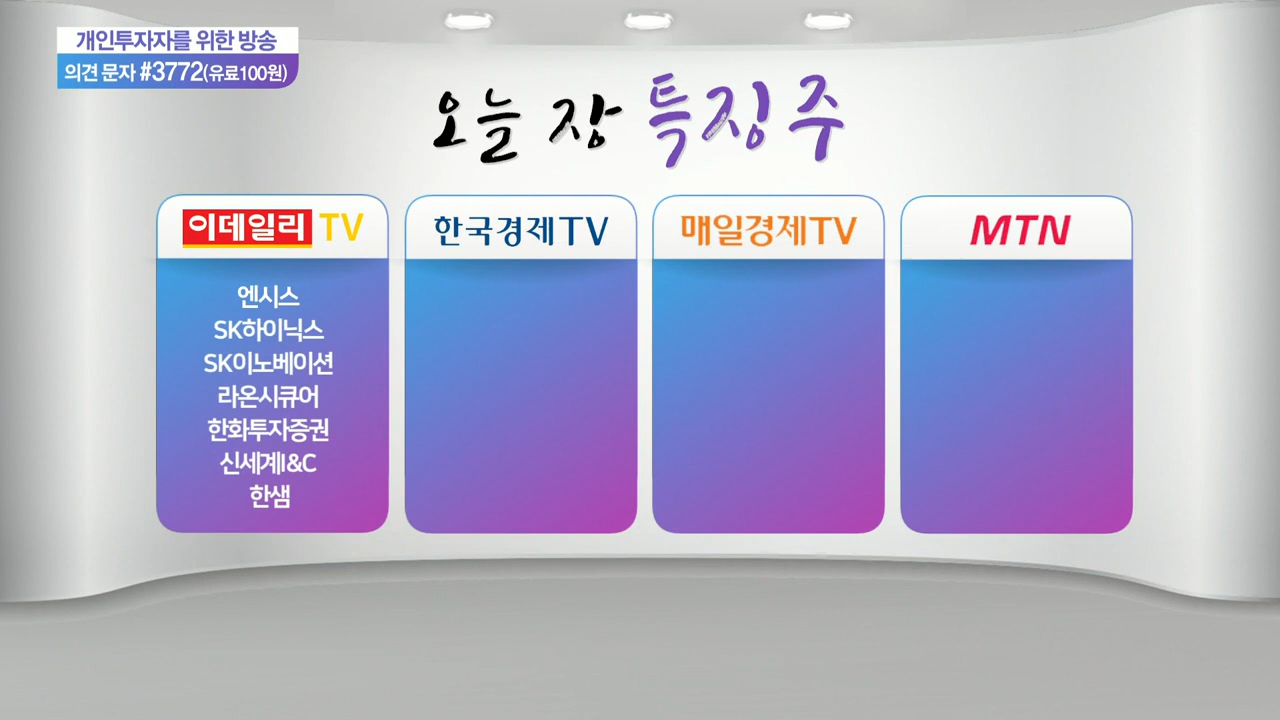 개인투자자를 위한 방송
의견 문자 #3772(유료100원)
오늘 장 특징주
이데일리 TV
엔시스
SK하이닉스
SK이노베이션
라온시큐어
한화투자증권
신세계I&C
한샘
한국경제TV
매일경제TV
MTN